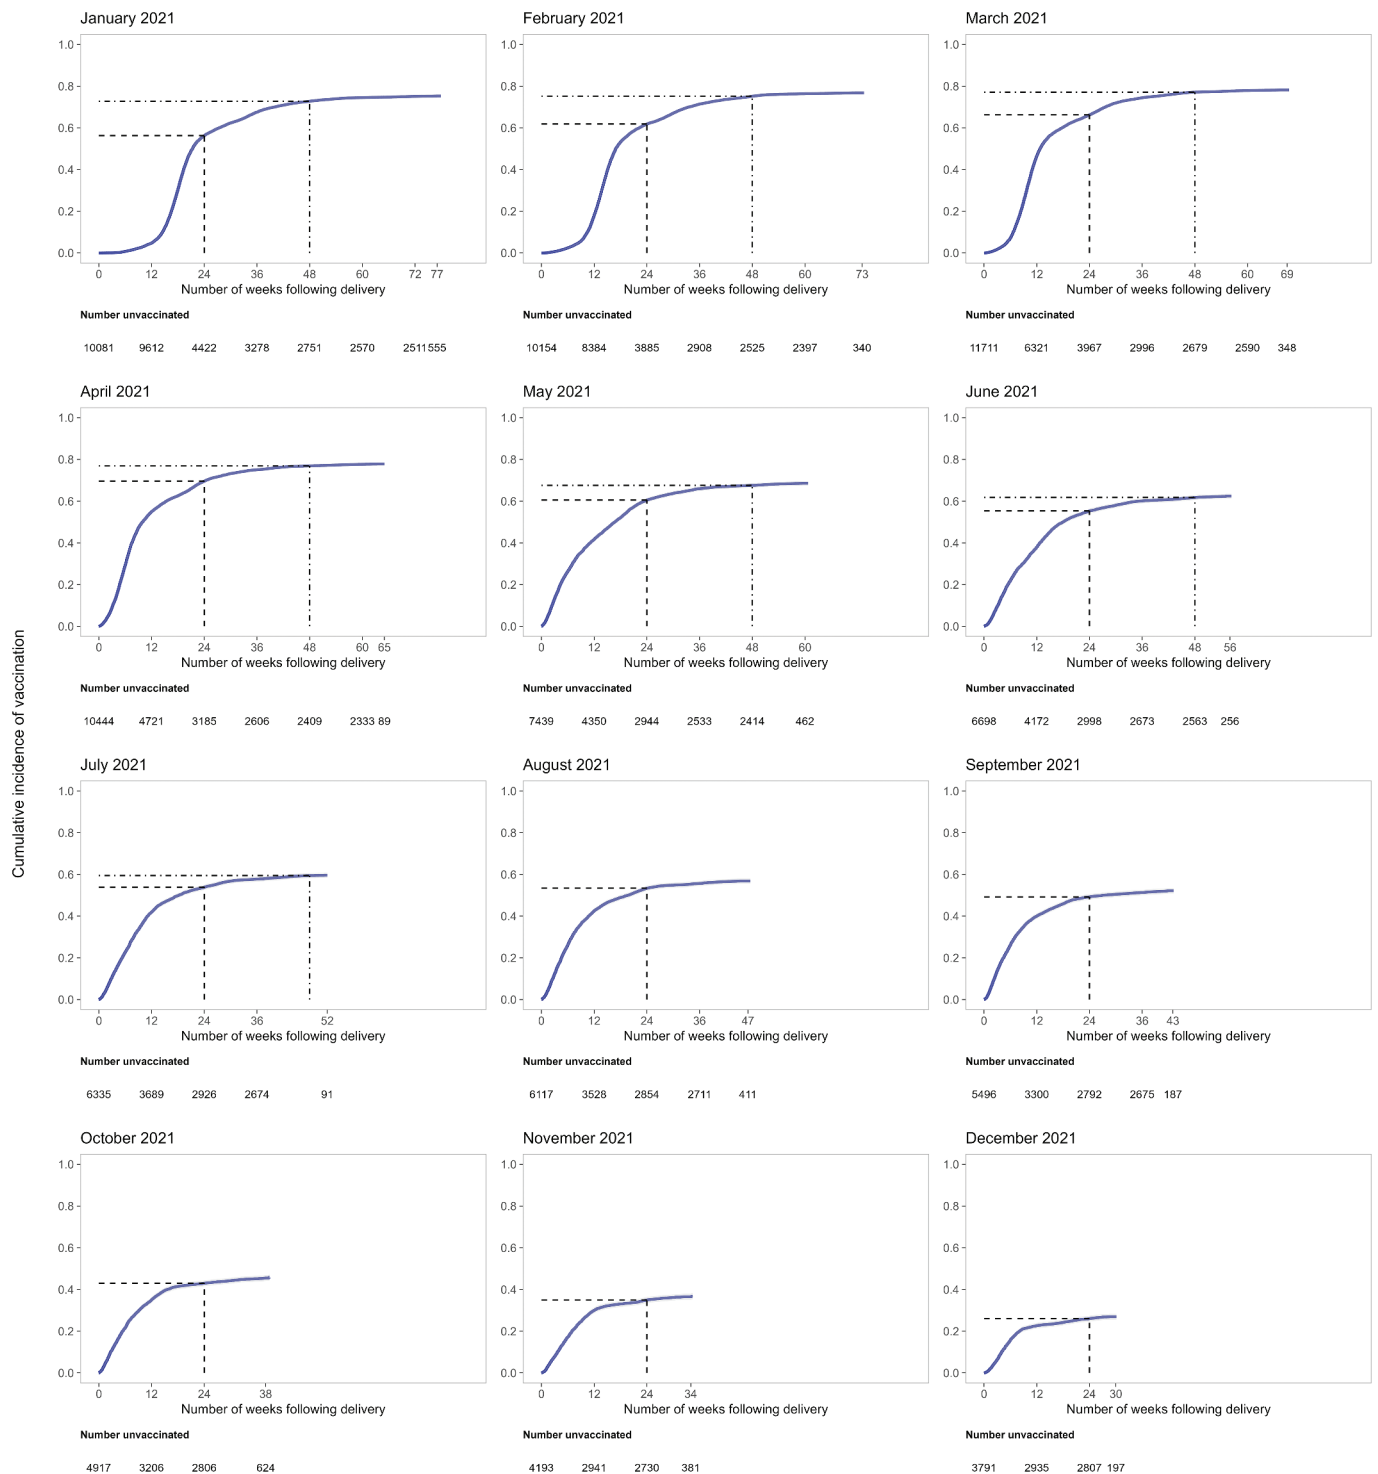 Cumulative incidence of vaccination
January 2021
1.0
0.8
0.6
0.4
0.2
0.0
0 12 24 36 48 60 72 77
Number of weeks following delivery
Number unvaccinated
10081 9612 4422 3278 2751 2570 2511555
February 2021
1.0
0.8
0.6
0.4
0.2
0.0
0 12 24 36 48 60 73
Number of weeks following delivery
Number unvaccinated
10154 8384 3885 2908 2525 2397 340
March 2021
1.0
0.8
0.6
0.4
0.2
0.0
0 12 24 36 48 60 69
Number of weeks following delivery
Number unvaccinated
11711 6321 3967 2996 2679 2590 348
April 2021
1.0
0.8
0.6
0.4
0.2
0.0
0 12 24 36 48 60 65
Number of weeks following delivery
Number unvaccinated
10444 4721 3185 2606 2409 2333 89
May 2021
1.0
0.8
0.6
0.4
0.2
0.0
0 12 24 36 48 60
Number of weeks following delivery
Number unvaccinated
7439 4350 2944 2533 2414 462
June 2021
1.0
0.8
0.6
0.4
0.2
0.0
0 12 24 36 48 56
Number of weeks following delivery
Number unvaccinated
6698 4172 2998 2673 2563 256
July 2021
1.0
0.8
0.6
0.4
0.2
0.0
0 12 24 36 52
Number of weeks following delivery
Number unvaccinated
6335 3689 2926 2674 91
August 2021
1.0
0.8
0.6
0.4
0.2
0.0
0 12 24 36 47
Number of weeks following delivery
Number unvaccinated
6117 3528 2854 2711 411
September 2021
1.0
0.8
0.6
0.4
0.2
0.0
0 12 24 36 43
Number of weeks following delivery
Number unvaccinated
5496 3300 2792 2675 187
October 2021
1.0
0.8
0.6
0.4
0.2
0.0
0 12 24 38
Number of weeks following delivery
Number unvaccinated
4917 3206 2806 624
November 2021
1.0
0.8
0.6
0.4
0.2
0.0
0 12 24 34
Number of weeks following delivery
Number unvaccinated
4193 2941 2730 381
December 2021
1.0
0.8
0.6
0.4
0.2
0.0
0 12 24 30
Number of weeks following delivery
Number unvaccinated
3791 2935 2807 197